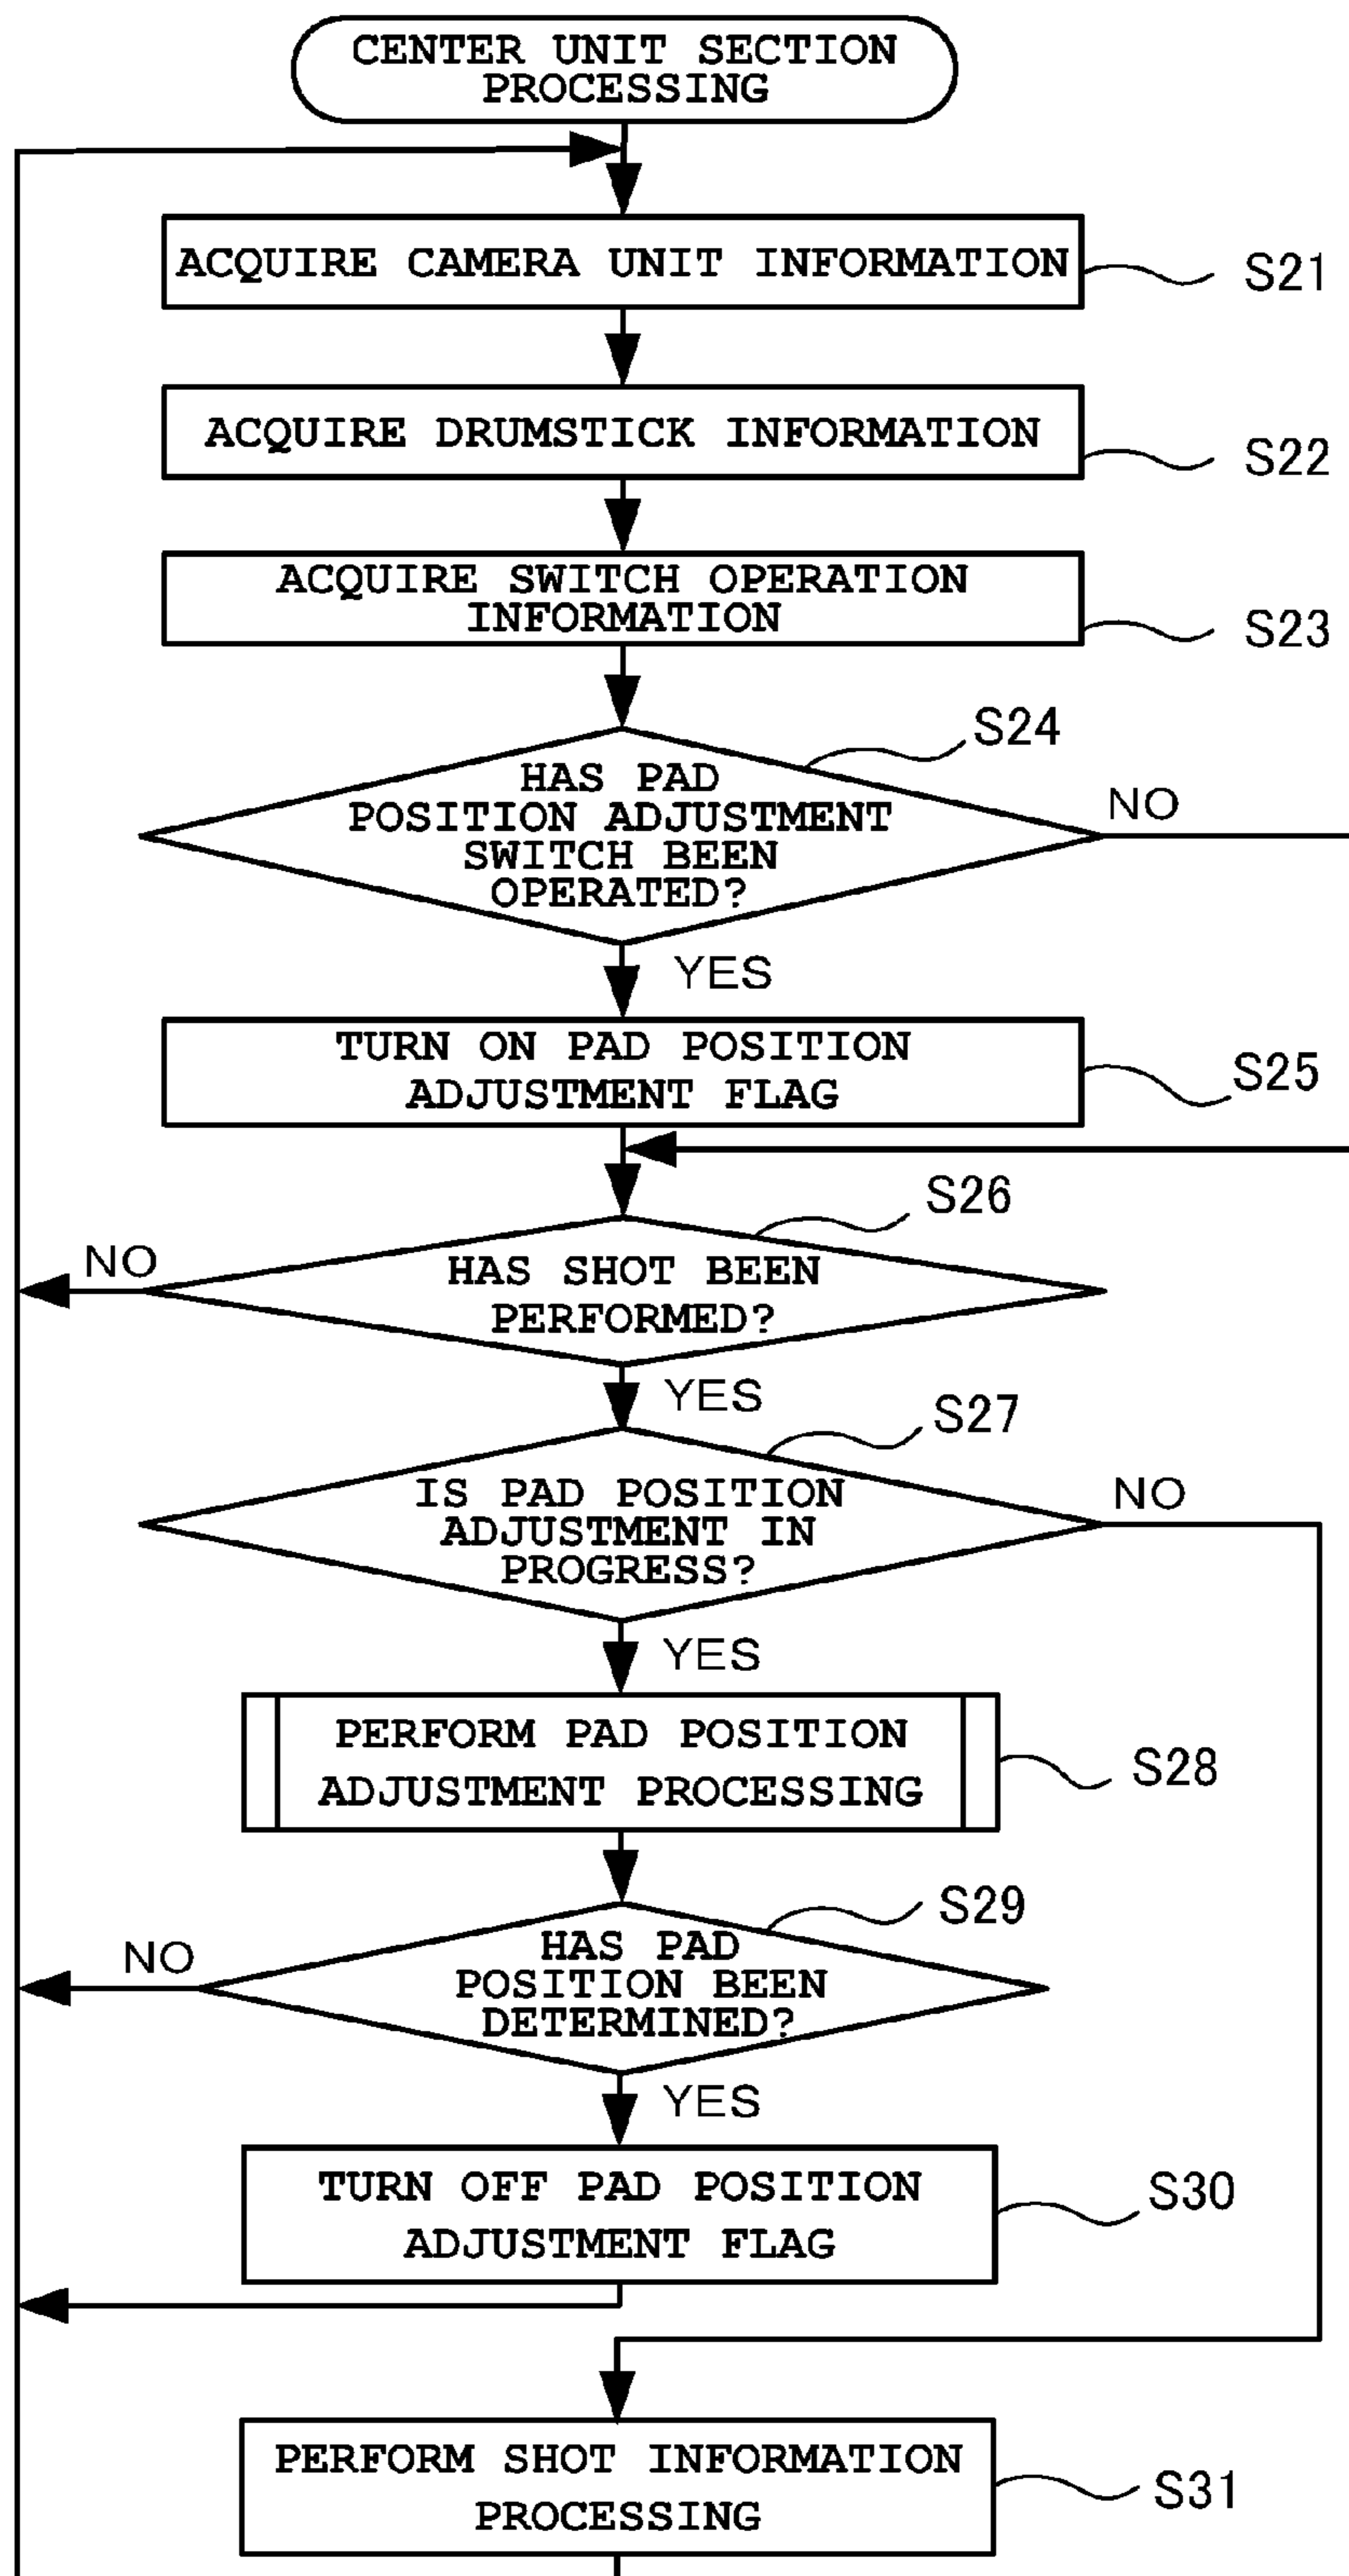 CENTER UNIT SECTION
PROCESSING
ACQUIRE CAMERA UNIT INFORMATION
S21
ACQUIRE DRUMSTICK INFORMATION
S22
ACQUIRE SWITCH OPERATION
INFORMATION
S23
S24
HAS PAD
POSITION ADJUSTMENT
SWITCH BEEN
OPERATED?
NO
YES
TURN ON PAD POSITION
ADJUSTMENT FLAG
S25
S26
NO
HAS SHOT BEEN
PERFORMED?
YES
S27
IS PAD POSITION
ADJUSTMENT IN
PROGRESS?
NO
YES
PERFORM PAD POSITION
ADJUSTMENT PROCESSING
S28
S29
NO
HAS PAD
POSITION BEEN
DETERMINED?
YES
TURN OFF PAD POSITION
ADJUSTMENT FLAG
S30
PERFORM SHOT INFORMATION
PROCESSING
S31